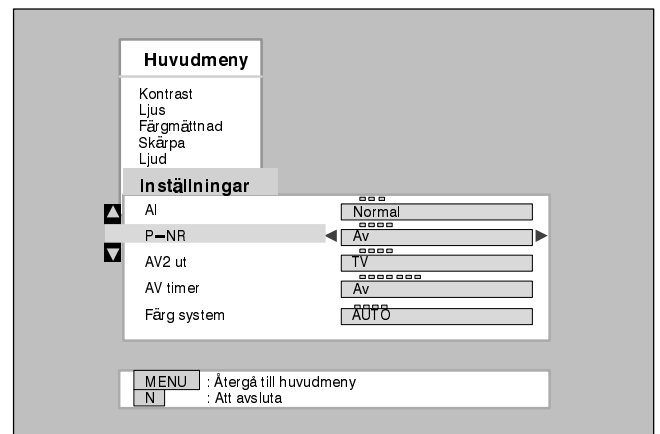 Huvudmeny
Kontrast
Ljus
Färgmättnad
Skärpa
Ljud
Inställningar
AI Normal
P–NR Av
AV2 ut TV
AV timer Av
Färg system AUTO
MENU : Återgå till huvudmeny
N : Att avsluta